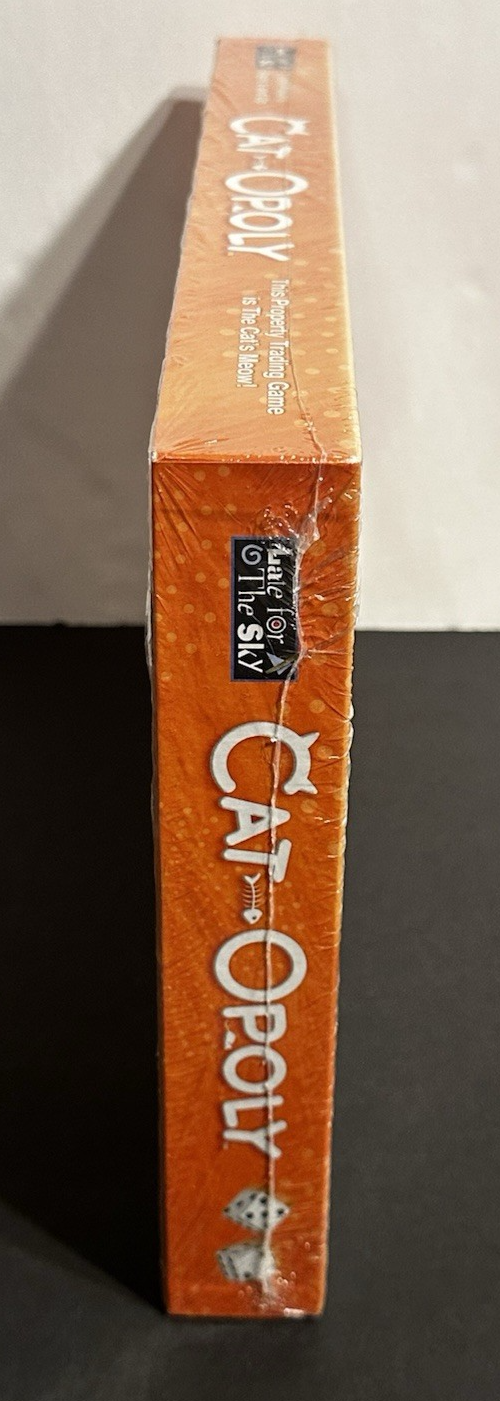 CAT-OPOLY
This Property Trading Game
is The Cat's Meow!
Late for
The Sky
CAT-OPOLY